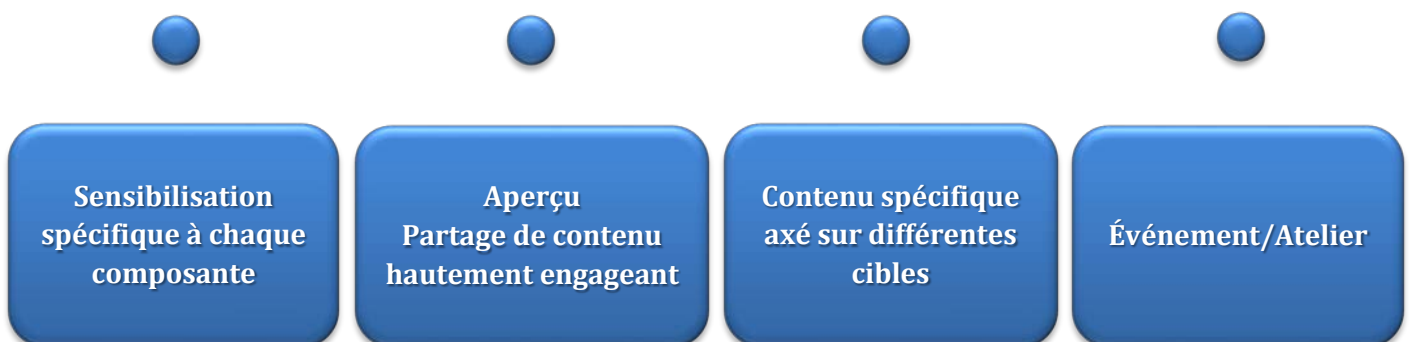 Sensibilisation
spécifique à chaque
composante
Aperçu
Partage de contenu
hautement engageant
Contenu spécifique
axé sur différentes
cibles
Événement/Atelier